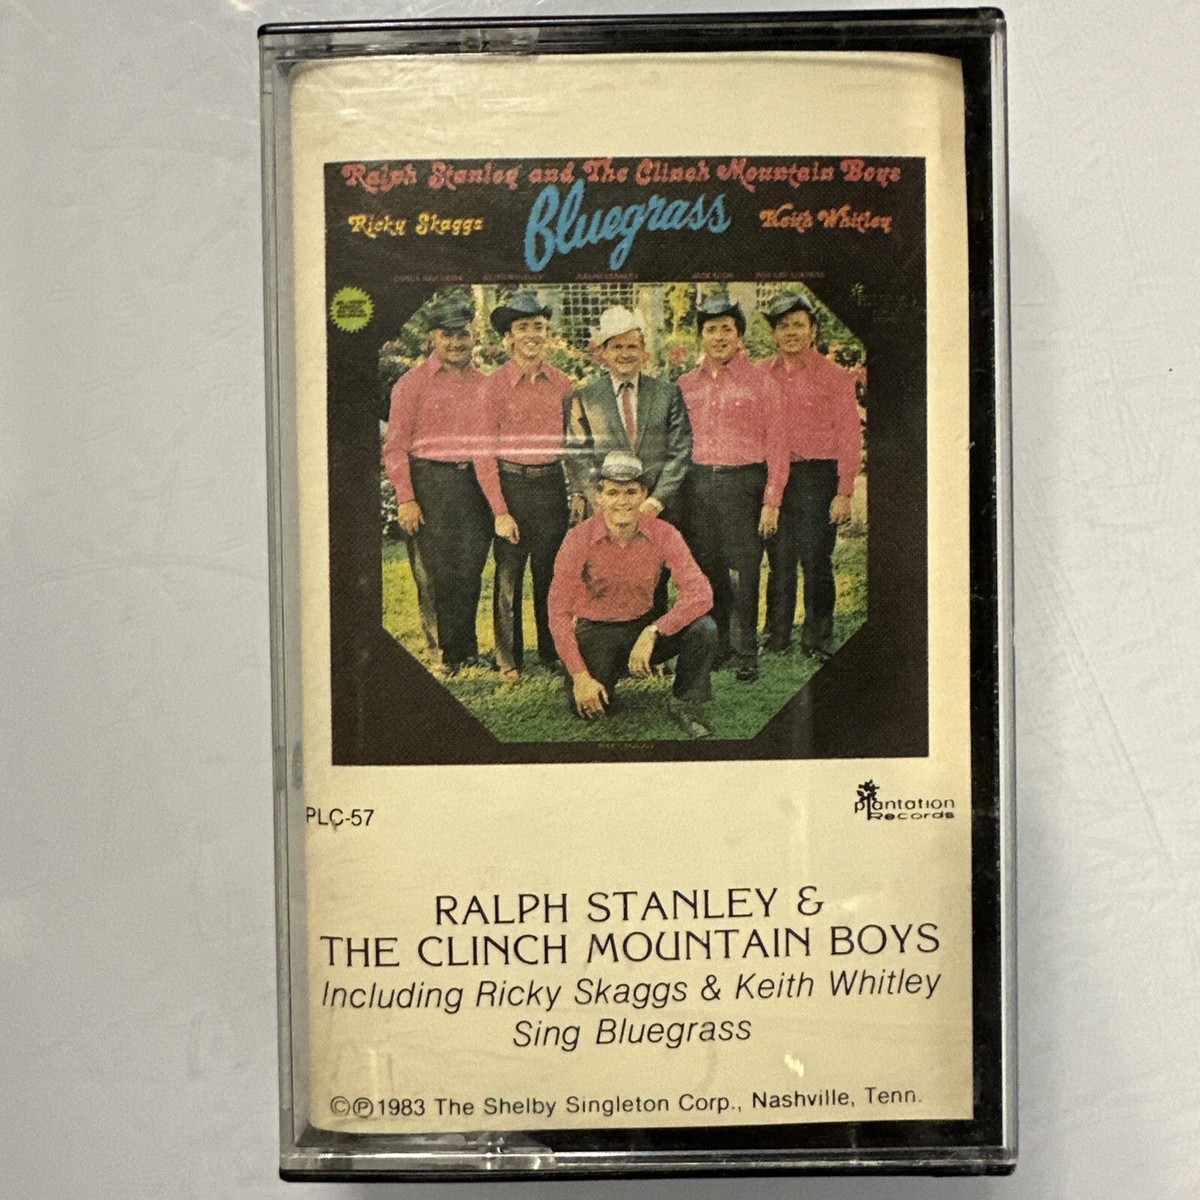 Ralph Stanley and The Clinch Mountain Boys
Ricky Skaggs
Bluegrass
Keith Whitley
PLC-57
Plantation
Records
RALPH STANLEY &
THE CLINCH MOUNTAIN BOYS
Including Ricky Skaggs & Keith Whitley
Sing Bluegrass
©℗1983 The Shelby Singleton Corp., Nashville, Tenn.